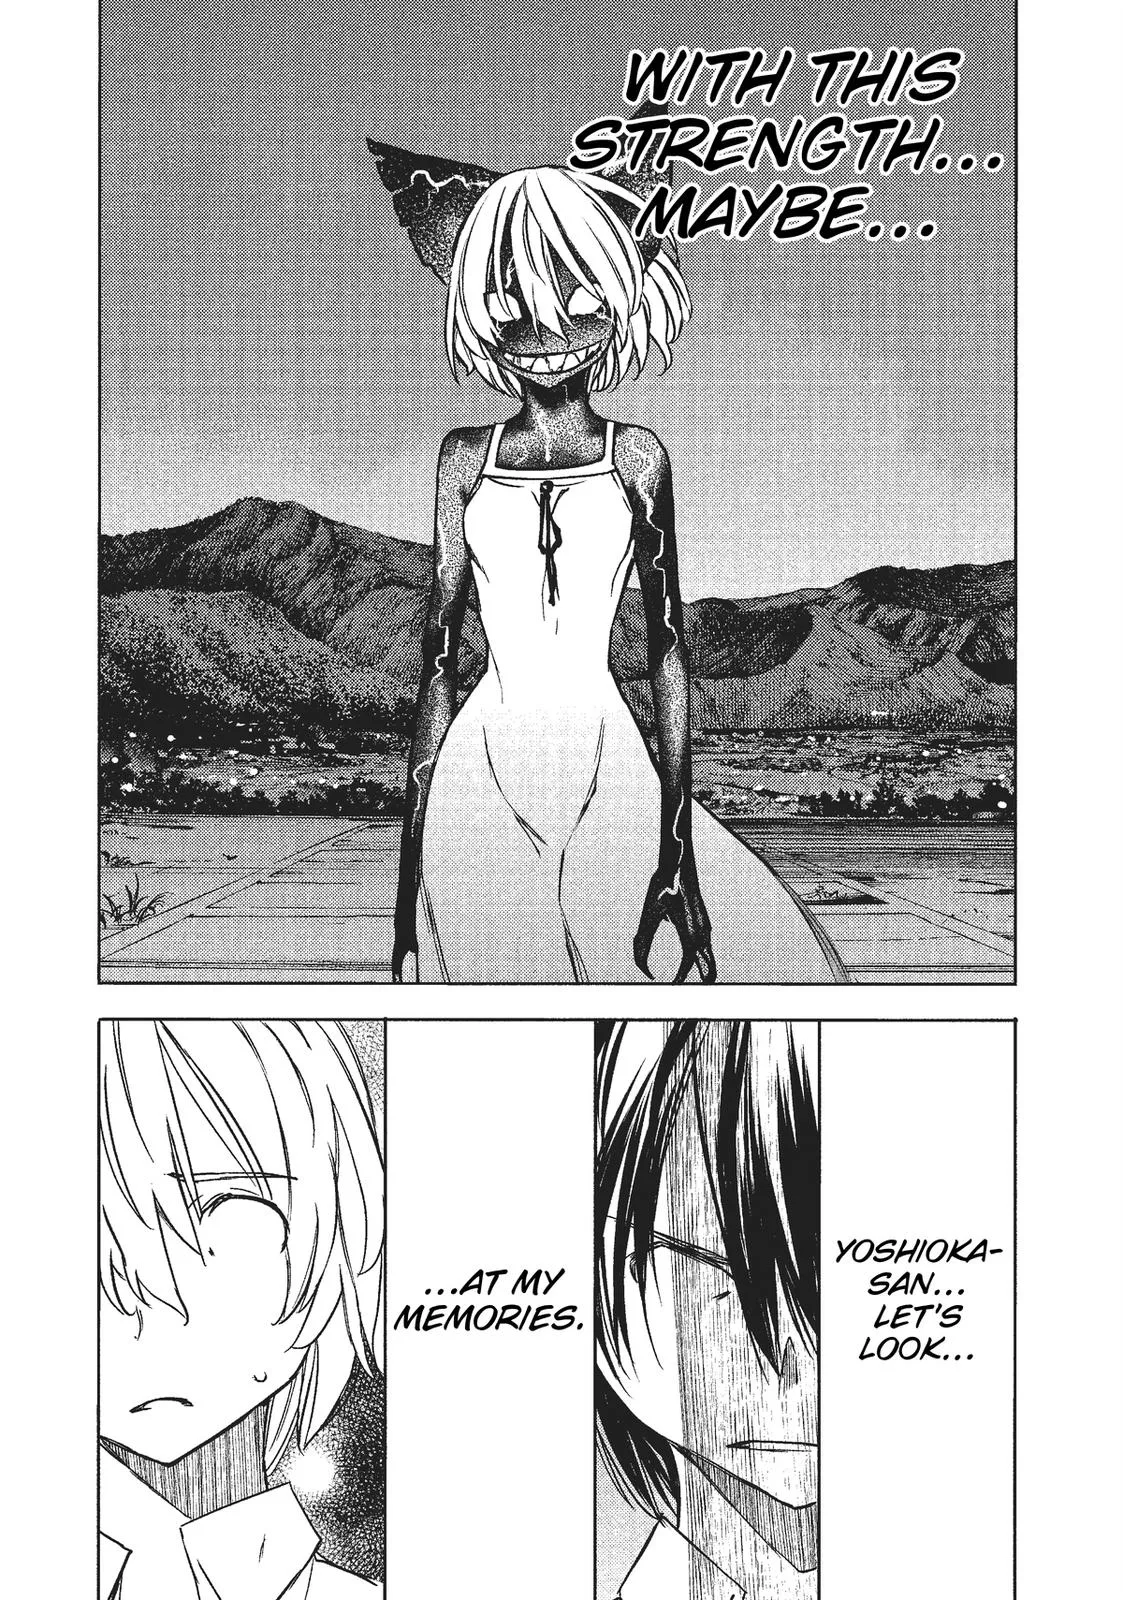 WITH THIS
STRENGTH...
MAYBE...
YOSHIOKA-
SAN...
LET'S
LOOK...
...AT MY
MEMORIES.